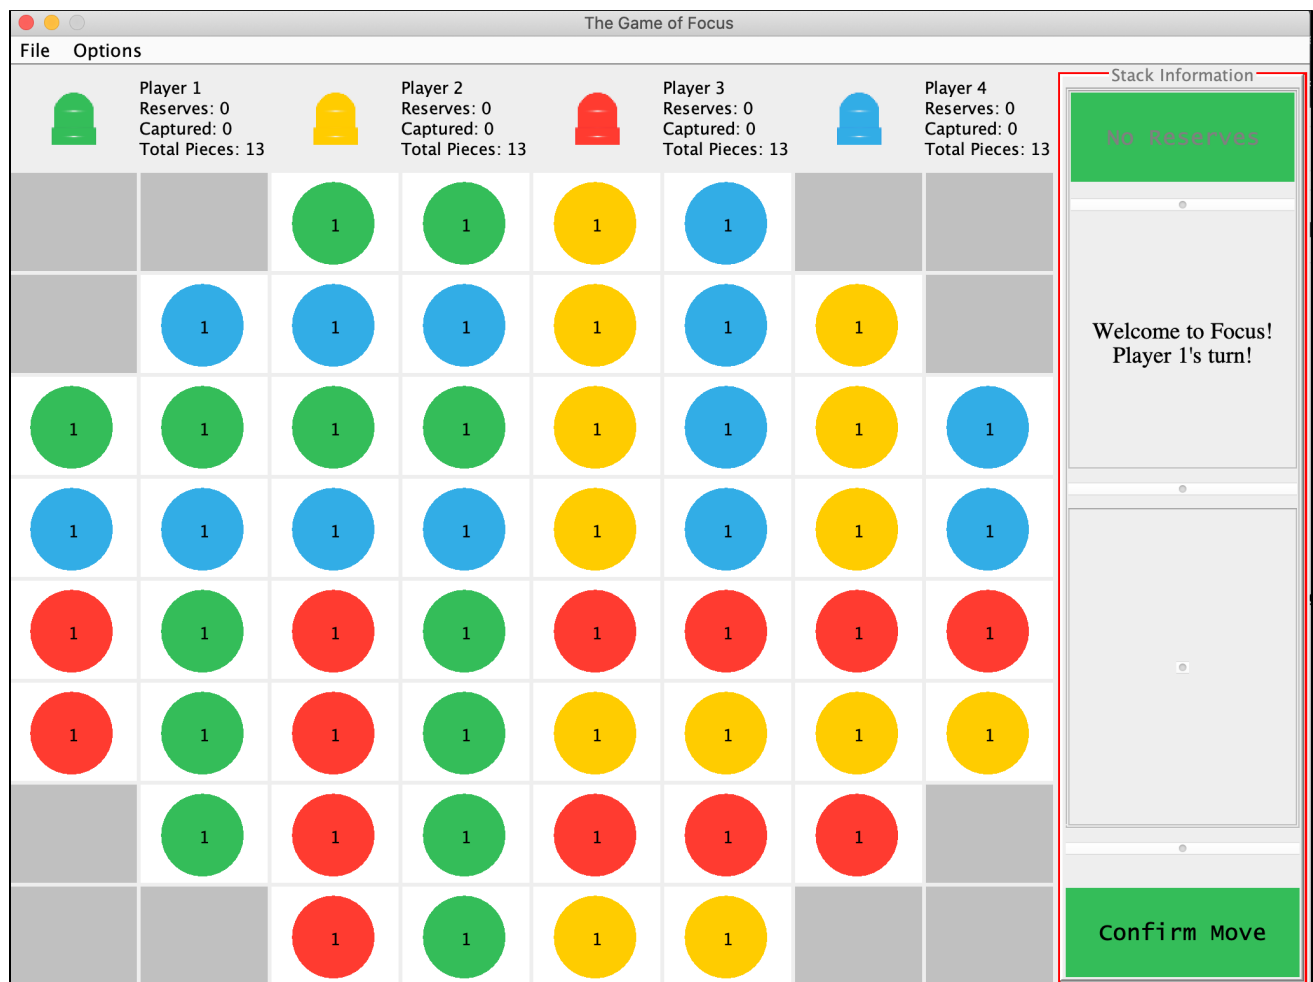 The Game of Focus
File Options
Player 1
Reserves: 0
Captured: 0
Total Pieces: 13
Player 2
Reserves: 0
Captured: 0
Total Pieces: 13
Player 3
Reserves: 0
Captured: 0
Total Pieces: 13
Player 4
Reserves: 0
Captured: 0
Total Pieces: 13
Stack Information
No Reserves
Welcome to Focus!
Player 1's turn!
1 1 1 1
1 1 1 1 1 1
1 1 1 1 1 1 1 1
1 1 1 1 1 1 1 1
1 1 1 1 1 1 1 1
1 1 1 1 1 1 1 1
1 1 1 1 1 1
1 1 1 1
Confirm Move